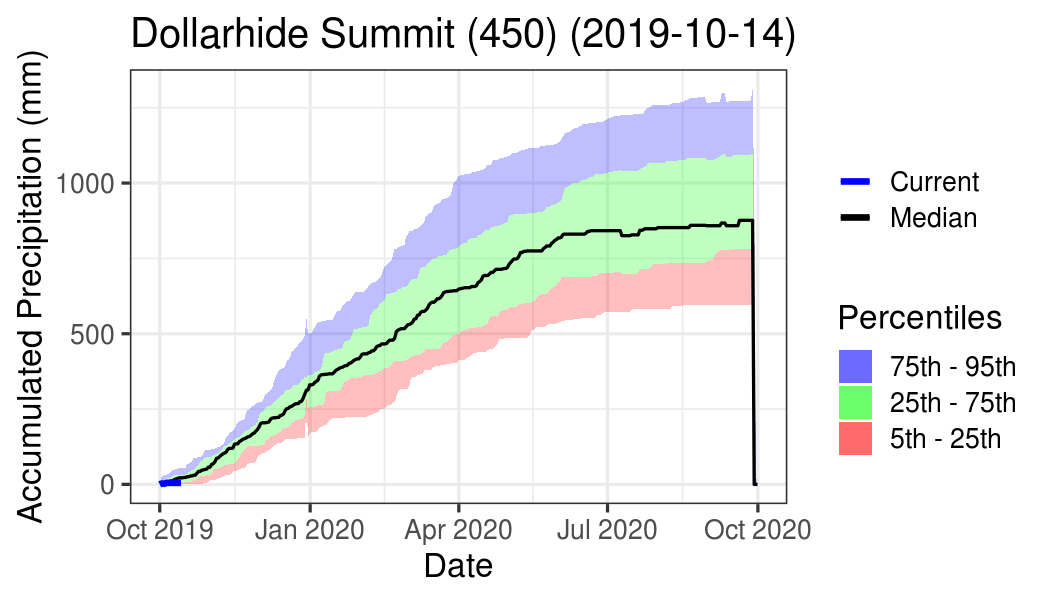 Dollarhide Summit (450) (2019-10-14)
Accumulated Precipitation (mm)
1000
500
0
Oct 2019 Jan 2020 Apr 2020 Jul 2020 Oct 2020
Date
Current
Median
Percentiles
75th - 95th
25th - 75th
5th - 25th